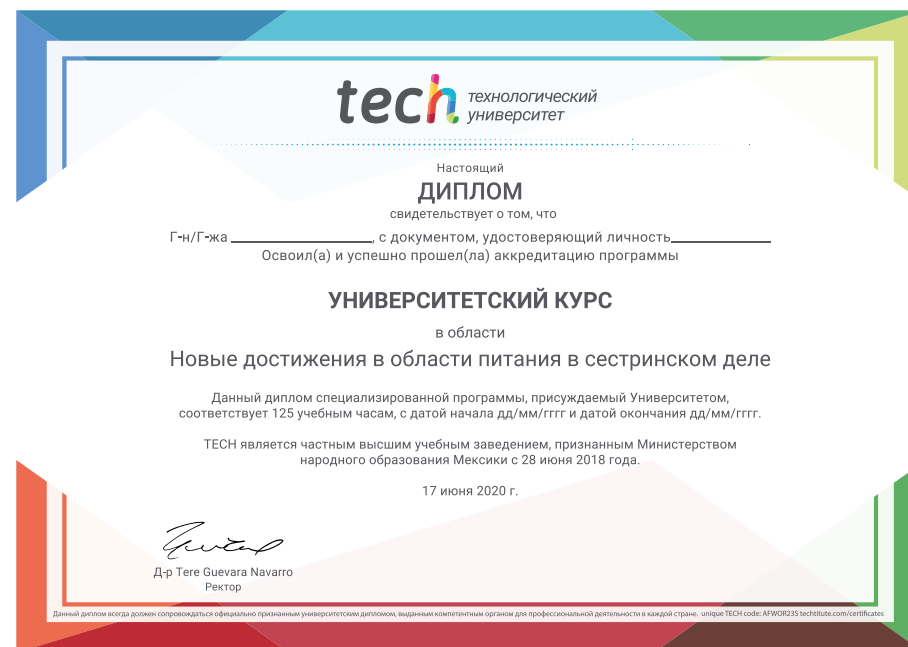 tech технологический
университет
Настоящий
ДИПЛОМ
свидетельствует о том, что
Г-н/Г-жа ________________, с документом, удостоверяющий личность____________
Освоил(а) и успешно прошел(ла) аккредитацию программы
УНИВЕРСИТЕТСКИЙ КУРС
в области
Новые достижения в области питания в сестринском деле
Данный диплом специализированной программы, присуждаемый Университетом,
соответствует 125 учебным часам, с датой начала дд/мм/гггг и датой окончания дд/мм/гггг.
TECH является частным высшим учебным заведением, признанным Министерством
народного образования Мексики с 28 июня 2018 года.
17 июня 2020 г.
Д-р Tere Guevara Navarro
Ректор
Данный диплом всегда должен сопровождаться официально признанным университетским дипломом, выданным компетентным органом для профессиональной деятельности в каждой стране. unique TECH code: AFWOR23S techtitute.com/certificates